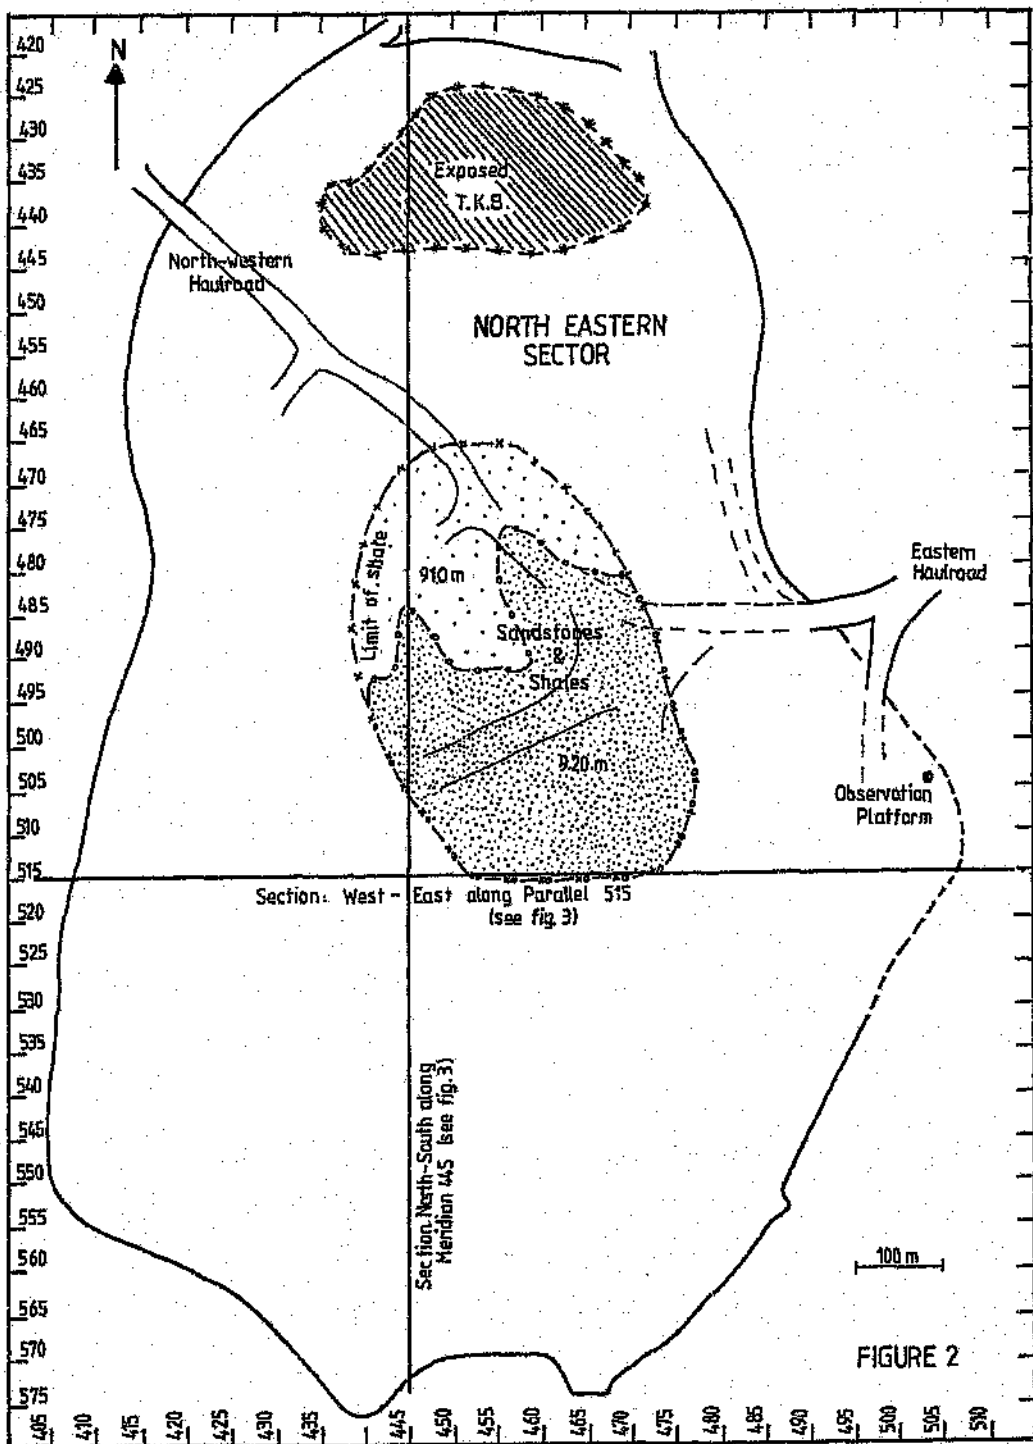 N
420
425
430
435
440
445
450
455
460
465
470
475
480
485
490
495
500
505
510
515
520
525
530
535
540
545
550
555
560
565
570
575
Exposed
T.K.B.
North-western
Haulroad
NORTH EASTERN
SECTOR
Limit of shale
910 m
Sandstones
&
Shales
920 m
Eastern
Haulroad
Observation
Platform
Section: West - East along Parallel 515
(see fig. 3)
Section North-South along
Meridian 445 (see fig. 3)
100 m
FIGURE 2
405 410 415 420 425 430 435 445 450 455 460 465 470 475 480 485 490 495 500 505 510